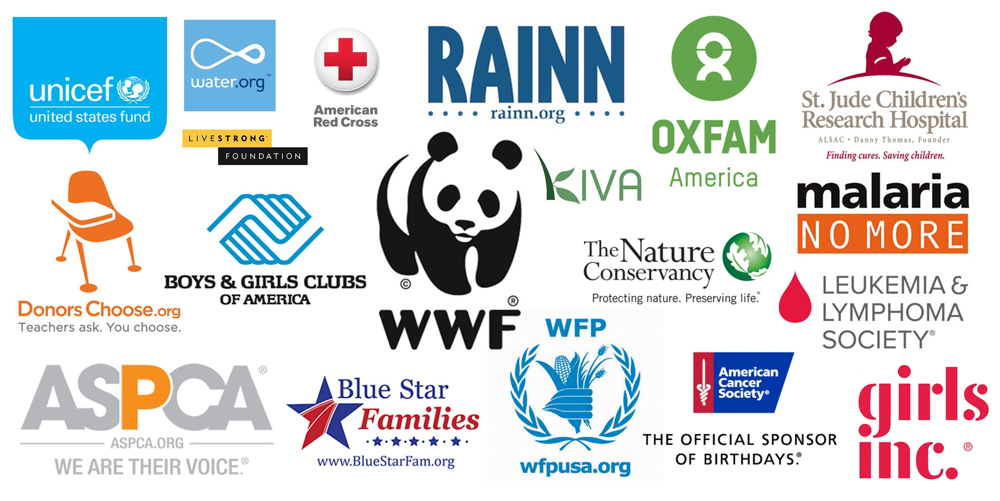 unicef
united states fund
water.org™
American
Red Cross
RAINN
rainn.org
OXFAM
America
St. Jude Children's
Research Hospital
ALSAC • Danny Thomas, Founder
Finding cures. Saving children.
LIVESTRONG®
FOUNDATION
KIVA
malaria
NO MORE
DonorsChoose.org
Teachers ask. You choose.
BOYS & GIRLS CLUBS
OF AMERICA
©
®
WWF
The Nature
Conservancy
Protecting nature. Preserving life.®
LEUKEMIA &
LYMPHOMA
SOCIETY®
ASPCA®
ASPCA.ORG
WE ARE THEIR VOICE.®
Blue Star
Families
www.BlueStarFam.org
WFP
wfpusa.org
American
Cancer
Society®
THE OFFICIAL SPONSOR
OF BIRTHDAYS.®
girls
inc.®